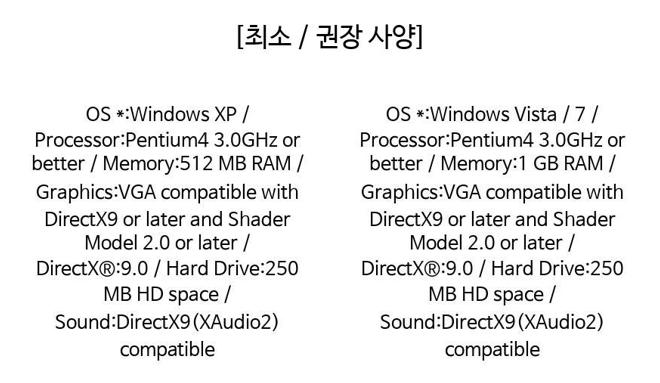 [최소 / 권장 사양]
OS *:Windows XP /
Processor:Pentium4 3.0GHz or
better / Memory:512 MB RAM /
Graphics:VGA compatible with
DirectX9 or later and Shader
Model 2.0 or later /
DirectX®:9.0 / Hard Drive:250
MB HD space /
Sound:DirectX9(XAudio2)
compatible
OS *:Windows Vista / 7 /
Processor:Pentium4 3.0GHz or
better / Memory:1 GB RAM /
Graphics:VGA compatible with
DirectX9 or later and Shader
Model 2.0 or later /
DirectX®:9.0 / Hard Drive:250
MB HD space /
Sound:DirectX9(XAudio2)
compatible